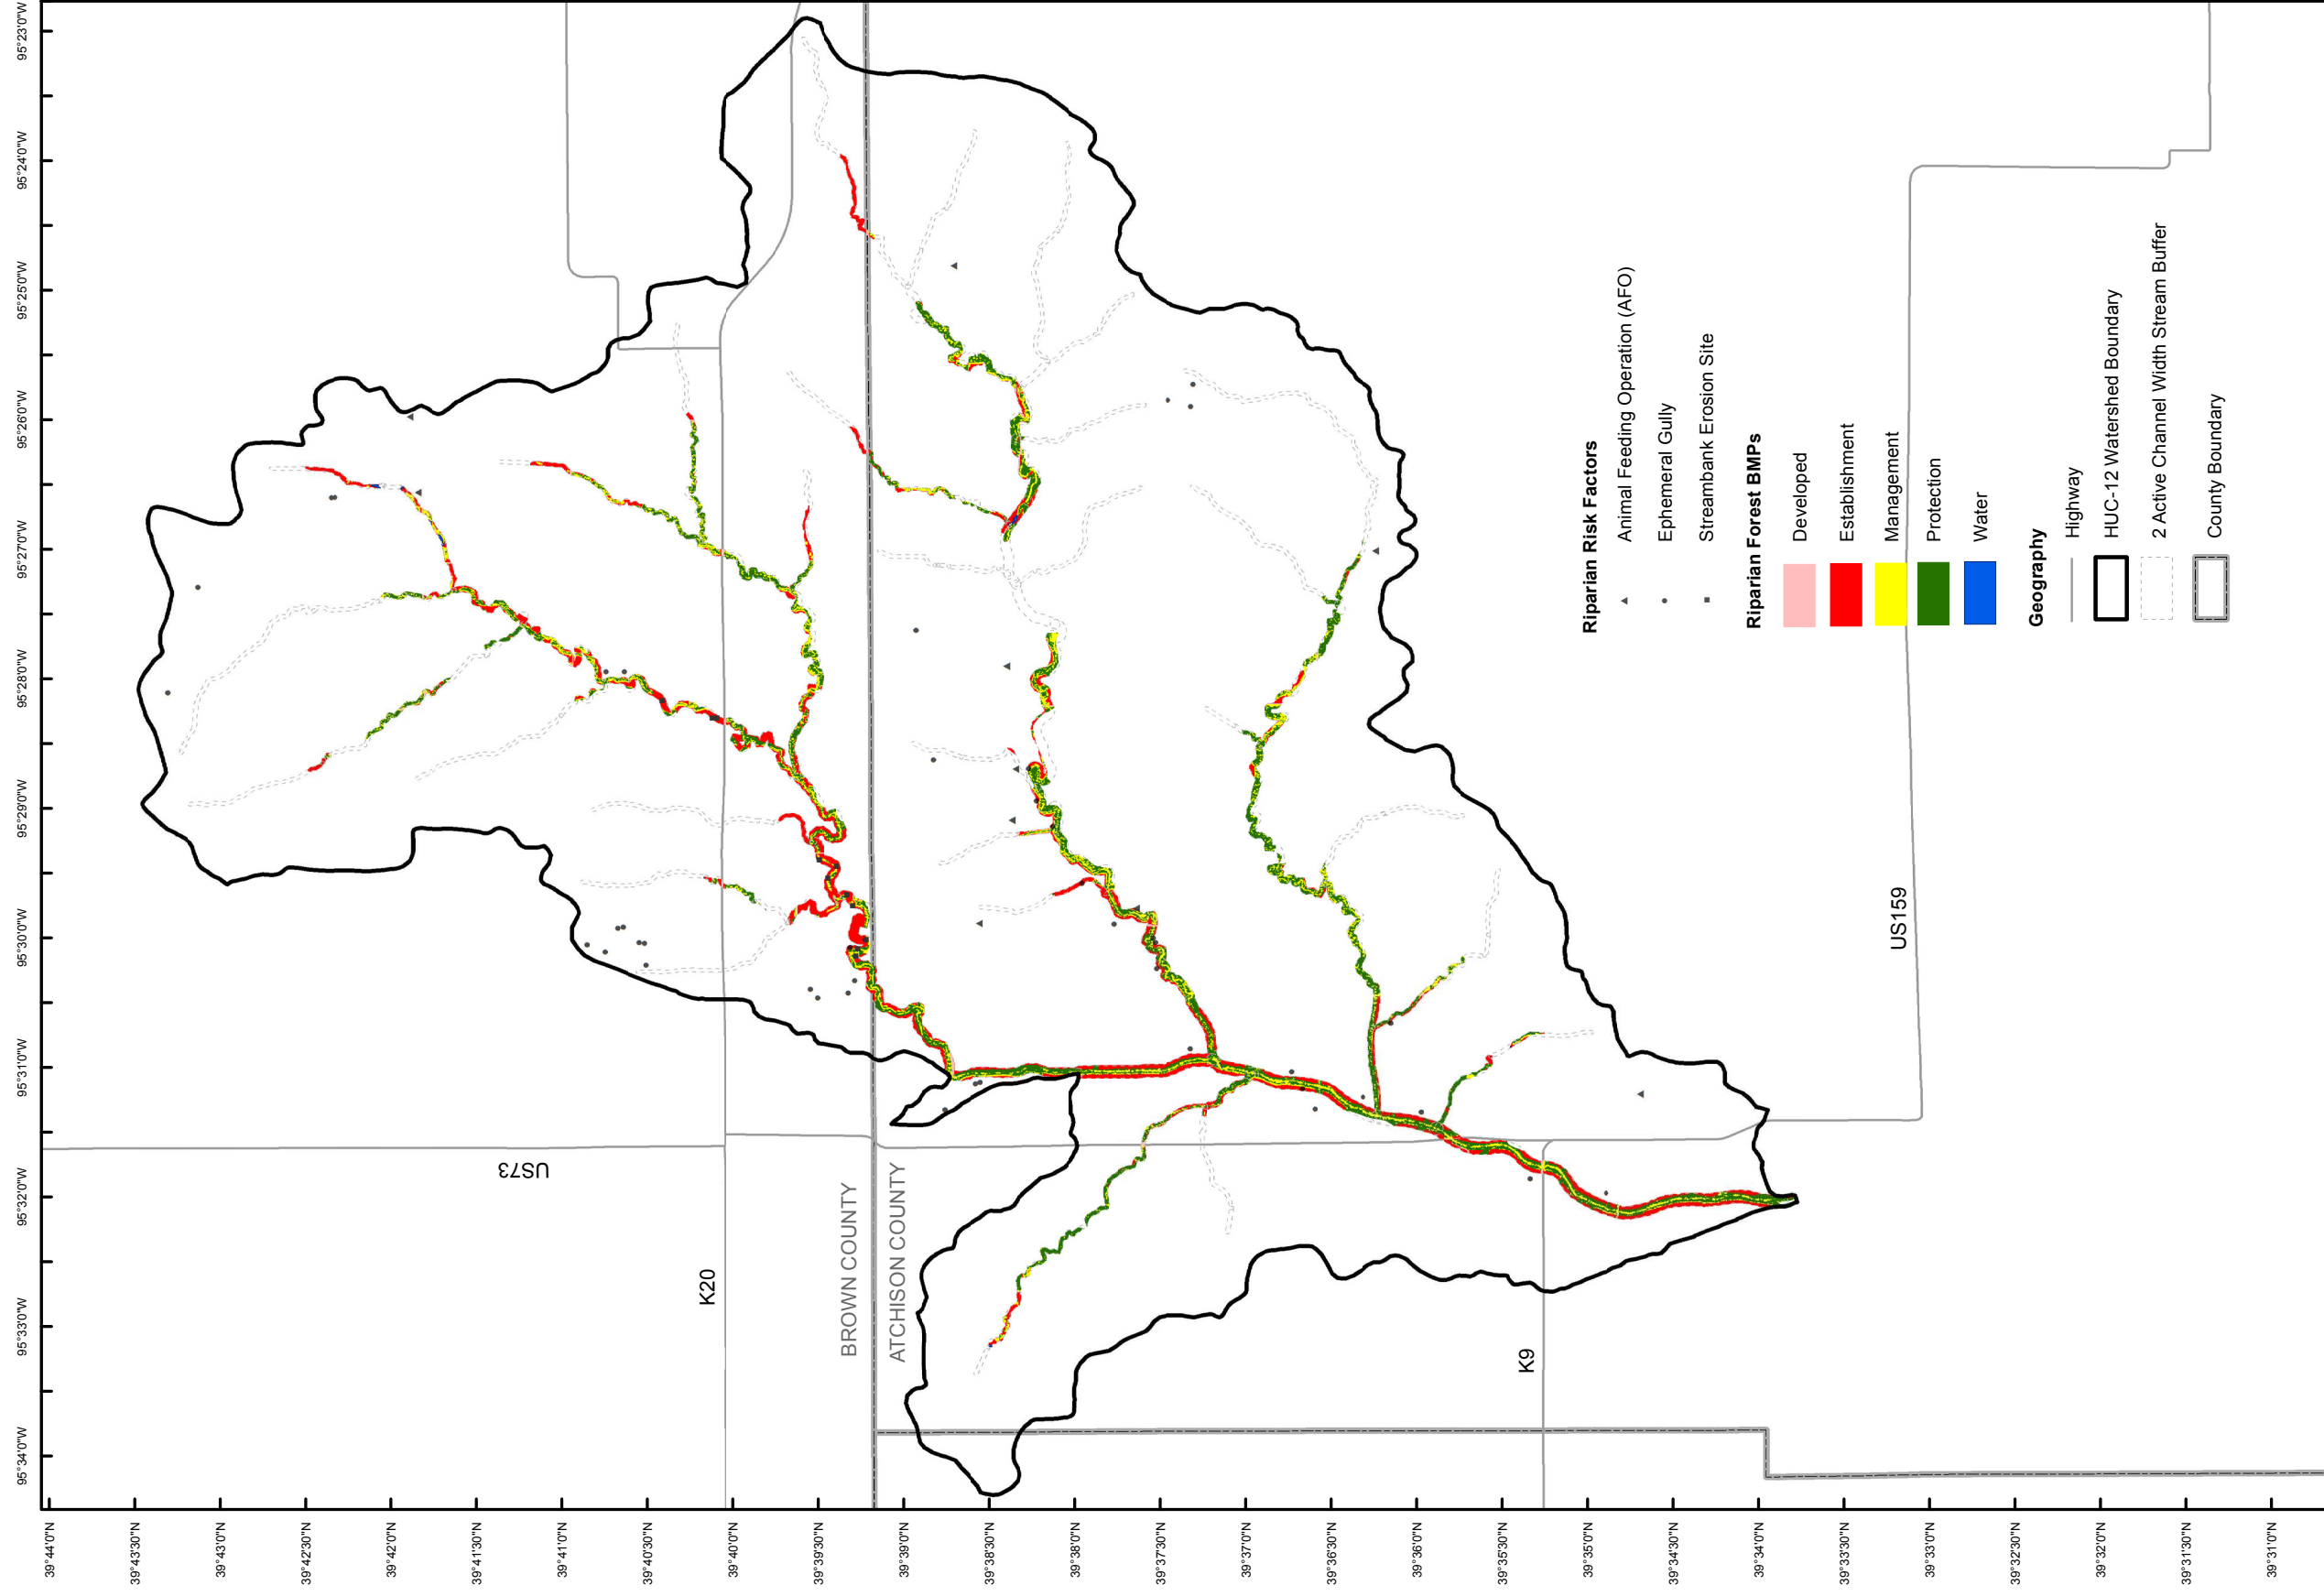 95°34'0"W
95°33'0"W
95°32'0"W
95°31'0"W
95°30'0"W
95°29'0"W
95°28'0"W
95°27'0"W
95°26'0"W
95°25'0"W
95°24'0"W
95°23'0"W
39°44'0"N
39°43'30"N
39°43'0"N
39°42'30"N
39°42'0"N
39°41'30"N
39°41'0"N
39°40'30"N
39°40'0"N
39°39'30"N
39°39'0"N
39°38'30"N
39°38'0"N
39°37'30"N
39°37'0"N
39°36'30"N
39°36'0"N
39°35'30"N
39°35'0"N
39°34'30"N
39°34'0"N
39°33'30"N
39°33'0"N
39°32'30"N
39°32'0"N
39°31'30"N
39°31'0"N
US73
K20
BROWN COUNTY
ATCHISON COUNTY
K9
US159
Riparian Risk Factors
Animal Feeding Operation (AFO)
Ephemeral Gully
Streambank Erosion Site
Riparian Forest BMPs
Developed
Establishment
Management
Protection
Water
Geography
Highway
HUC-12 Watershed Boundary
2 Active Channel Width Stream Buffer
County Boundary